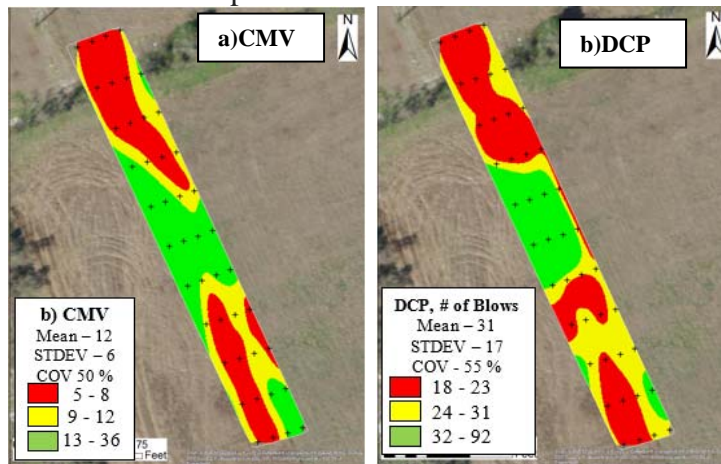 a)CMV
N
b) CMV
Mean – 12
STDEV – 6
COV 50 %
5 - 8
9 - 12
13 - 36
75
Feet
b)DCP
N
DCP, # of Blows
Mean – 31
STDEV – 17
COV - 55 %
18 - 23
24 - 31
32 - 92
Feet